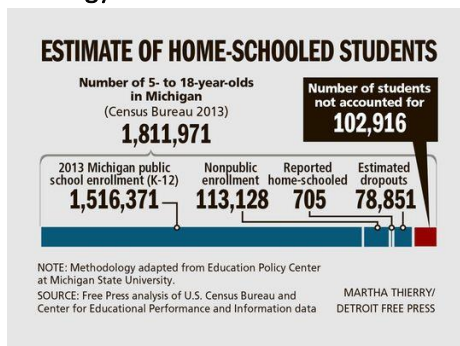 ESTIMATE OF HOME-SCHOOLED STUDENTS
Number of 5- to 18-year-olds
in Michigan
(Census Bureau 2013)
1,811,971
Number of students
not accounted for
102,916
2013 Michigan public
school enrollment (K-12)
1,516,371
Nonpublic
enrollment
113,128
Reported
home-schooled
705
Estimated
dropouts
78,851
NOTE: Methodology adapted from Education Policy Center
at Michigan State University.
SOURCE: Free Press analysis of U.S. Census Bureau and
Center for Educational Performance and Information data
MARTHA THIERRY/
DETROIT FREE PRESS